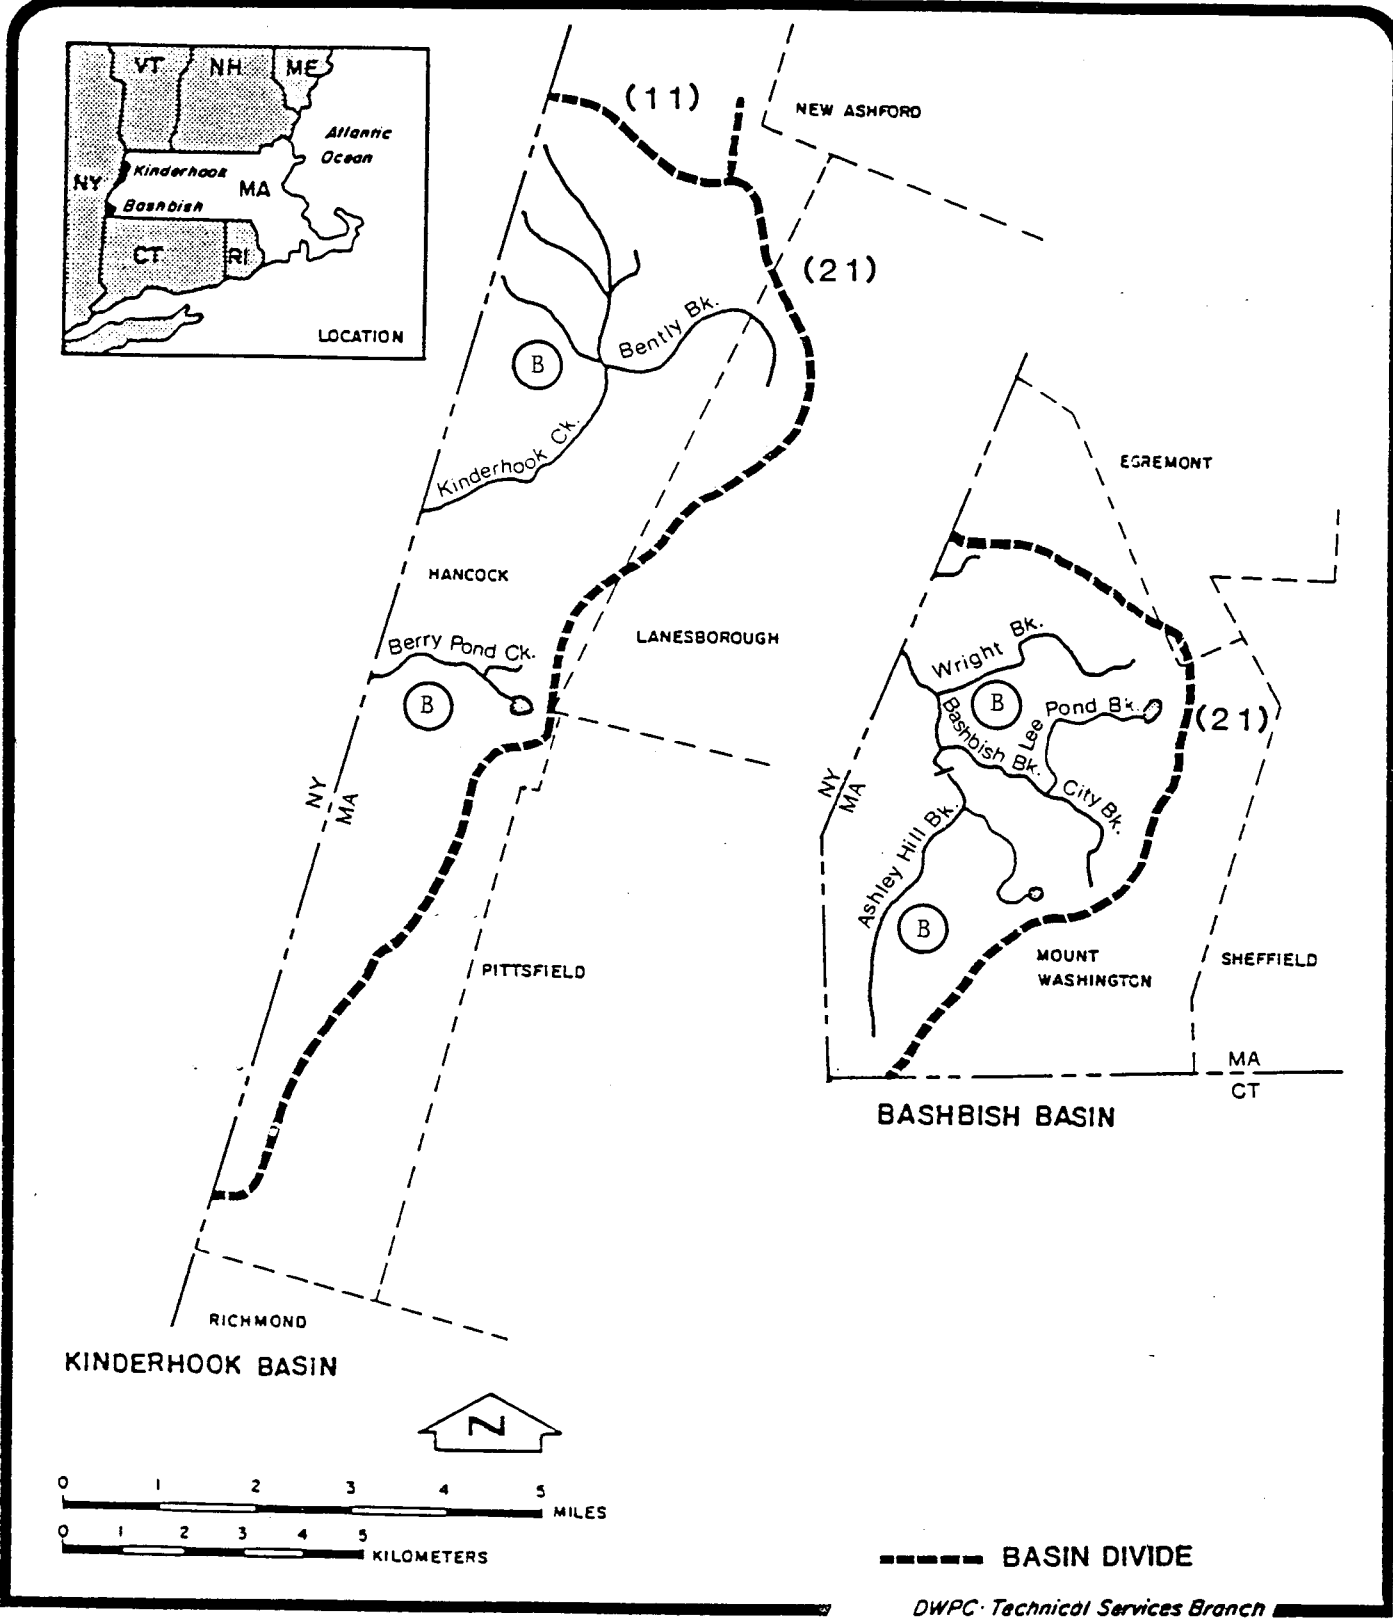 VT
NH
ME
Atlantic
Ocean
NY
Kinderhook
MA
Bashbish
CT
RI
LOCATION
(11)
NEW ASHFORD
(21)
Bently Bk.
B
Kinderhook Ck.
HANCOCK
LANESBOROUGH
Berry Pond Ck.
B
NY
MA
PITTSFIELD
RICHMOND
KINDERHOOK BASIN
EGREMONT
Wright Bk.
B
Lee Pond Bk.
(21)
Bashbish Bk.
City Bk.
NY
MA
Ashley Hill Bk.
B
MOUNT
WASHINGTON
SHEFFIELD
MA
CT
BASHBISH BASIN
N
0 1 2 3 4 5
MILES
0 1 2 3 4 5
KILOMETERS
BASIN DIVIDE
DWPC · Technical Services Branch